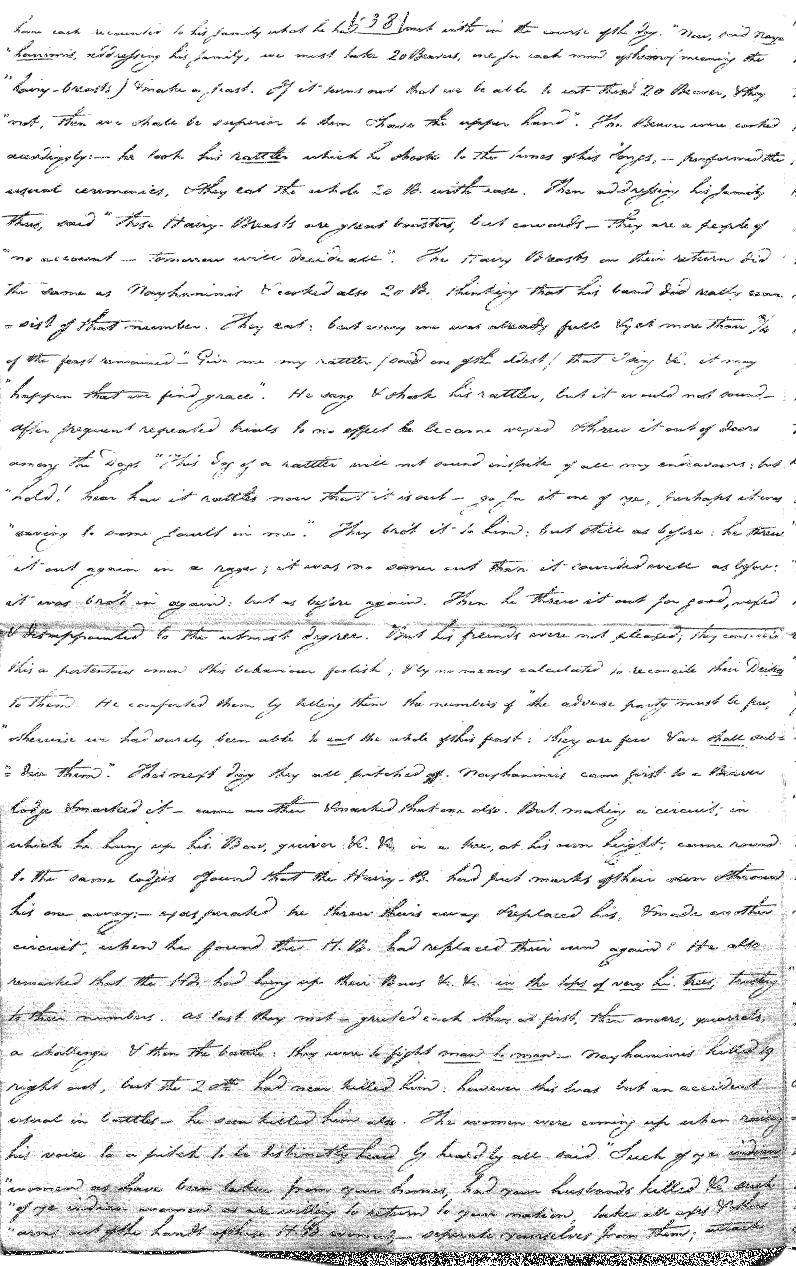 have each recounted to his family what he had [38] met with in the course of the day. "Now, said Naya
"hanimis, addressing his family, we must take 20 Beavers, one for each mind of them (meaning the
"hairy-breasts) & make a feast. If it turns out that we be able to eat these 20 Beaver, & they
"not, then we shall be superior to them & have the upper hand". The Beaver were cooked
accordingly:— he took his rattler which he shook to the tunes of his Songs,— performed the
usual ceremonies, & they eat the whole 20 B. with ease. Then addressing his family
thus, said "These Hairy-Breasts are great boasters, but cowards— they are a people of
"no account— tomorrow will decide all". The Hairy Breasts on their return did
the same as Nayhanimis & cooked also 20 B. thinking that his band did really con
- sist of that number. They eat: but every one was already full & yet more than 3/4
of the feast remained— "Give me my rattler (said one of the oldest) that I sing &c. it may
"happen that we find grace". He sang & shook his rattler, but it would not sound—
after frequent repeated trials to no effect he became vexed & threw it out of doors
among the Dogs "This dog of a rattler will not sound inspite of all my endeavours: but
"hold! hear how it rattles now that it is out— go for it one of ye, perhaps it was
"owing to some fault in me". They bro't it to him: but still as before: he threw
it out again in a rage; it was no sooner out than it sounded well as before:
it was bro't in again: but as before again. Then he threw it out for good, vexed
& disappointed to the utmost degree. But his friends were not pleased; they considered
this a portentous omen this behaviour foolish; & by no means calculated to reconcile their Deities
to them. He comforted them by telling them the numbers of "the adverse party must be few,
"otherwise we had surely been able to eat the whole of this feast: they are few & we shall sub=
"= due them". The next day they all pitched off. Nayhanimis came first to a Beaver
lodge & marked it— came another & marked that one also. But, making a circuit, in
which he hung up his Bow, quiver &c. &c. in a tree, at his own height, came round
to the same lodges & found that the Hairy-B. had put marks of their own & thrown
his one away:— exasperated he threw theirs away & replaced his, & made another
circuit, when he found the H. B. had replaced their own again! He also
remarked that the HBs. had hung up their Bows &c. &c. in the tops of very hi. trees, trusting
to their numbers. At last they met— greeted each other at first, then answers, quarrels,
a challenge & then the battle: they were to fight man to man— Nayhanimis killed 19
right out, but the 20th had near killed him: however this was but an accident
usual in battles— he soon killed him also. The women were coming up when raising
his voice to a pitch to be distinctly heard by heard by all said "Such of ye indian
"women as have been taken from your homes, had your husbands killed &c. such
"of ye indian women as are willing to return to your nation take all axes & other
"arms out of the hands of these H. B. women,— seperate yourselves from them; attack